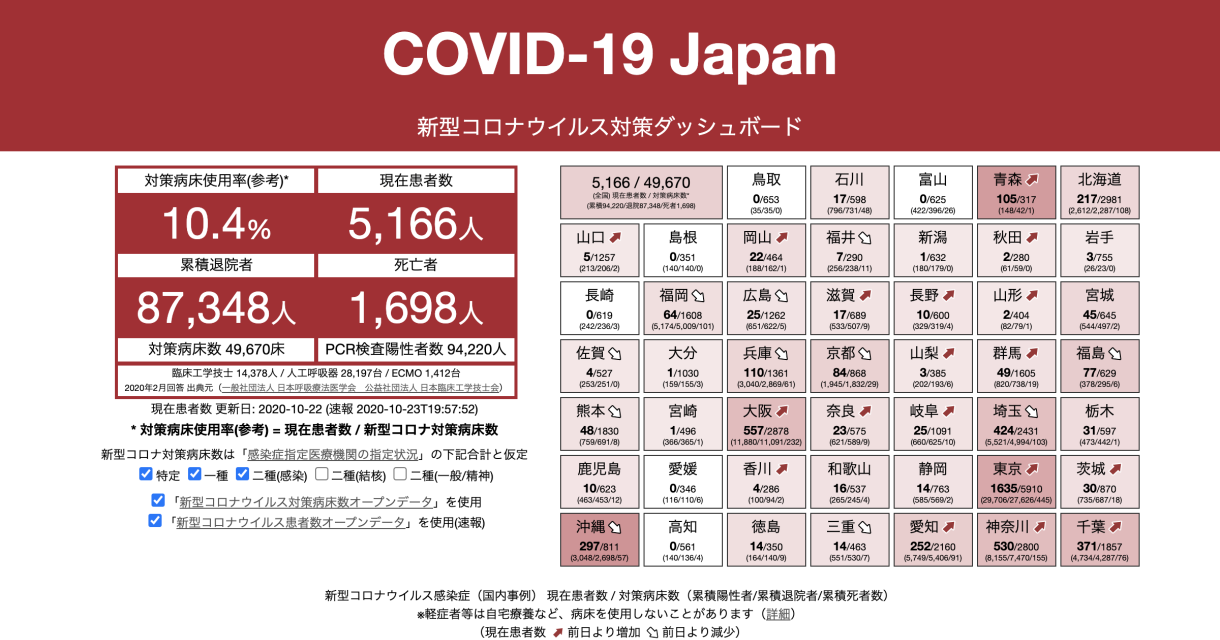 COVID-19 Japan
新型コロナウイルス対策ダッシュボード
対策病床使用率(参考)*
現在患者数
10.4%
5,166人
累積退院者
死亡者
87,348人
1,698人
対策病床数 49,670床
PCR検査陽性者数 94,220人
臨床工学技士 14,378人 / 人工呼吸器 28,197台 / ECMO 1,412台
2020年2月回答 出典元（一般社団法人 日本呼吸療法医学会　公益社団法人 日本臨床工学技士会）
現在患者数 更新日: 2020-10-22 (速報 2020-10-23T19:57:52)
* 対策病床使用率(参考) = 現在患者数 / 新型コロナ対策病床数
新型コロナ対策病床数は「感染症指定医療機関の指定状況」の下記合計と仮定
特定 一種 二種(感染) 二種(結核) 二種(一般/精神)
「新型コロナウイルス対策病床数オープンデータ」を使用
「新型コロナウイルス患者数オープンデータ」を使用(速報)
5,166 / 49,670
(全国) 現在患者数 / 対策病床数*
(累積94,220/退院87,348/死者1,698)
鳥取
0/653
(35/35/0)
石川
17/598
(796/731/48)
富山
0/625
(422/396/26)
青森
105/317
(148/42/1)
北海道
217/2981
(2,612/2,287/108)
山口
5/1257
(213/206/2)
島根
0/351
(140/140/0)
岡山
22/464
(188/162/1)
福井
7/290
(256/238/11)
新潟
1/632
(180/179/0)
秋田
2/280
(61/59/0)
岩手
3/755
(26/23/0)
長崎
0/619
(242/236/3)
福岡
64/1608
(5,174/5,009/101)
広島
25/1262
(651/622/5)
滋賀
17/689
(533/507/9)
長野
10/600
(329/319/4)
山形
2/404
(82/79/1)
宮城
45/645
(544/497/2)
佐賀
4/527
(253/251/0)
大分
1/1030
(159/155/3)
兵庫
110/1361
(3,040/2,869/61)
京都
84/868
(1,945/1,832/29)
山梨
3/385
(202/193/6)
群馬
49/1605
(820/738/19)
福島
77/629
(378/295/6)
熊本
48/1830
(759/691/8)
宮崎
1/496
(366/365/1)
大阪
557/2878
(11,880/11,091/232)
奈良
23/575
(621/589/9)
岐阜
25/1091
(660/625/10)
埼玉
424/2431
(5,521/4,994/103)
栃木
31/597
(473/442/1)
鹿児島
10/623
(463/453/12)
愛媛
0/346
(116/110/6)
香川
4/286
(100/94/2)
和歌山
16/537
(265/245/4)
静岡
14/763
(585/569/2)
東京
1635/5910
(29,706/27,626/445)
茨城
30/870
(735/687/18)
沖縄
297/811
(3,048/2,698/57)
高知
0/561
(140/136/4)
徳島
14/350
(164/140/9)
三重
14/463
(551/530/7)
愛知
252/2160
(5,749/5,406/91)
神奈川
530/2800
(8,155/7,470/155)
千葉
371/1857
(4,734/4,287/76)
新型コロナウイルス感染症（国内事例） 現在患者数 / 対策病床数（累積陽性者/累積退院者/累積死者数）
※軽症者等は自宅療養など、病床を使用しないことがあります（詳細）
（現在患者数 前日より増加 前日より減少）